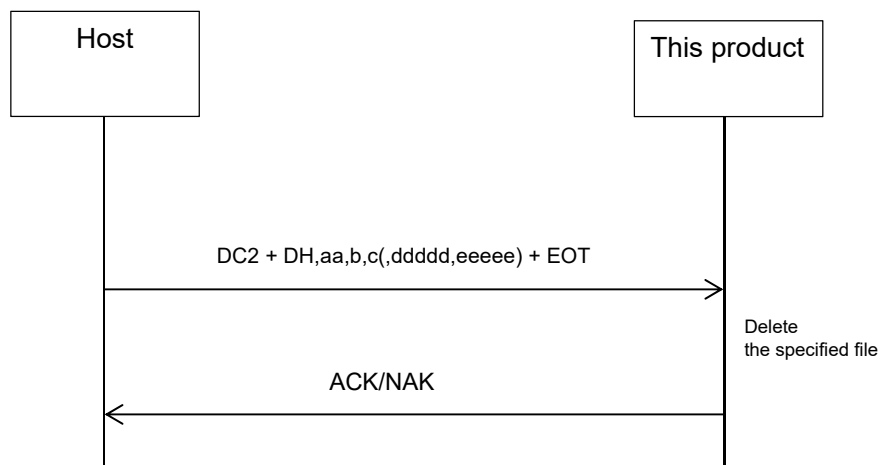 Host
This product
DC2 + DH,aa,b,c(,ddddd,eeeee) + EOT
Delete
the specified file
ACK/NAK